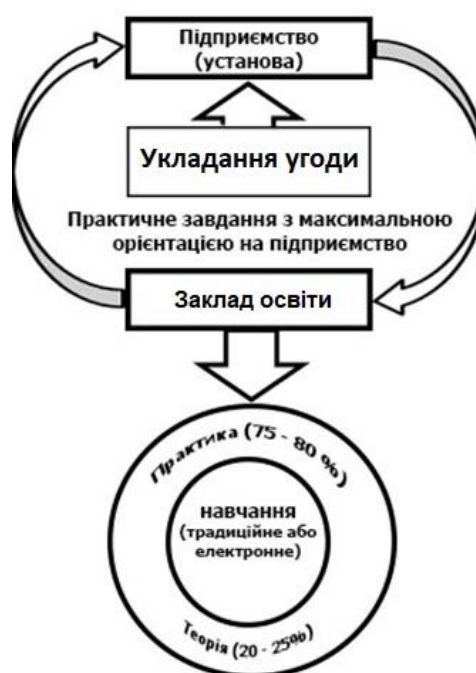 Підприємство
(установа)
Укладання угоди
Практичне завдання з максимальною
орієнтацією на підприємство
Заклад освіти
Практика (75 - 80 %)
навчання
(традиційне або
електронне)
Теорія (20 - 25%)